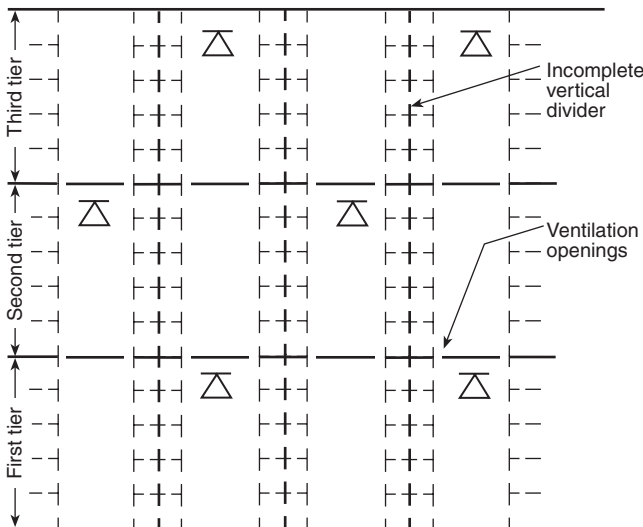 Third tier
Incomplete
vertical
divider
Second tier
Ventilation
openings
First tier